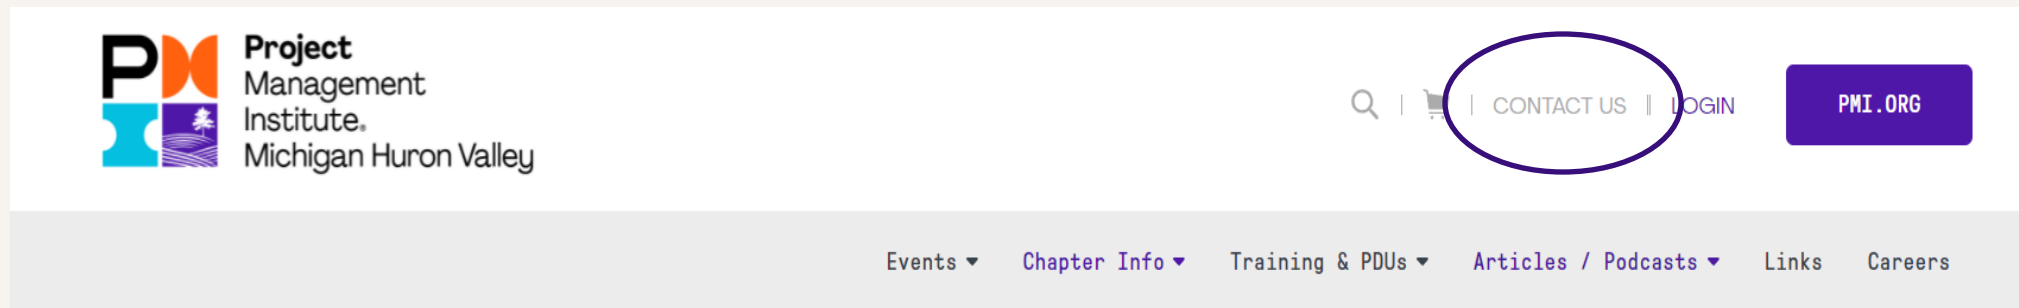 PM
Project
Management
Institute.
Michigan Huron Valley
CONTACT US
LOGIN
PMI.ORG
Events
Chapter Info
Training & PDUs
Articles / Podcasts
Links
Careers